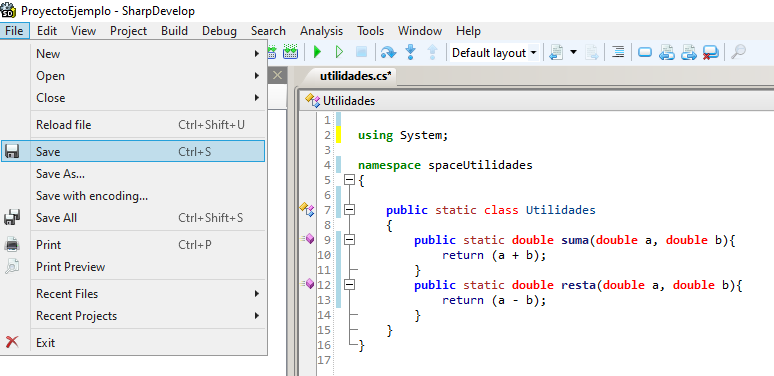 ProyectoEjemplo - SharpDevelop
File Edit View Project Build Debug Search Analysis Tools Window Help
New
Open
Close
Reload file Ctrl+Shift+U
Save Ctrl+S
Save As...
Save with encoding...
Save All Ctrl+Shift+S
Print Ctrl+P
Print Preview
Recent Files
Recent Projects
Exit
Default layout
utilidades.cs*
Utilidades
1
2 using System;
3
4 namespace spaceUtilidades
5 {
6
7 public static class Utilidades
8 {
9 public static double suma(double a, double b){
10 return (a + b);
11 }
12 public static double resta(double a, double b){
13 return (a - b);
14 }
15 }
16 }
17